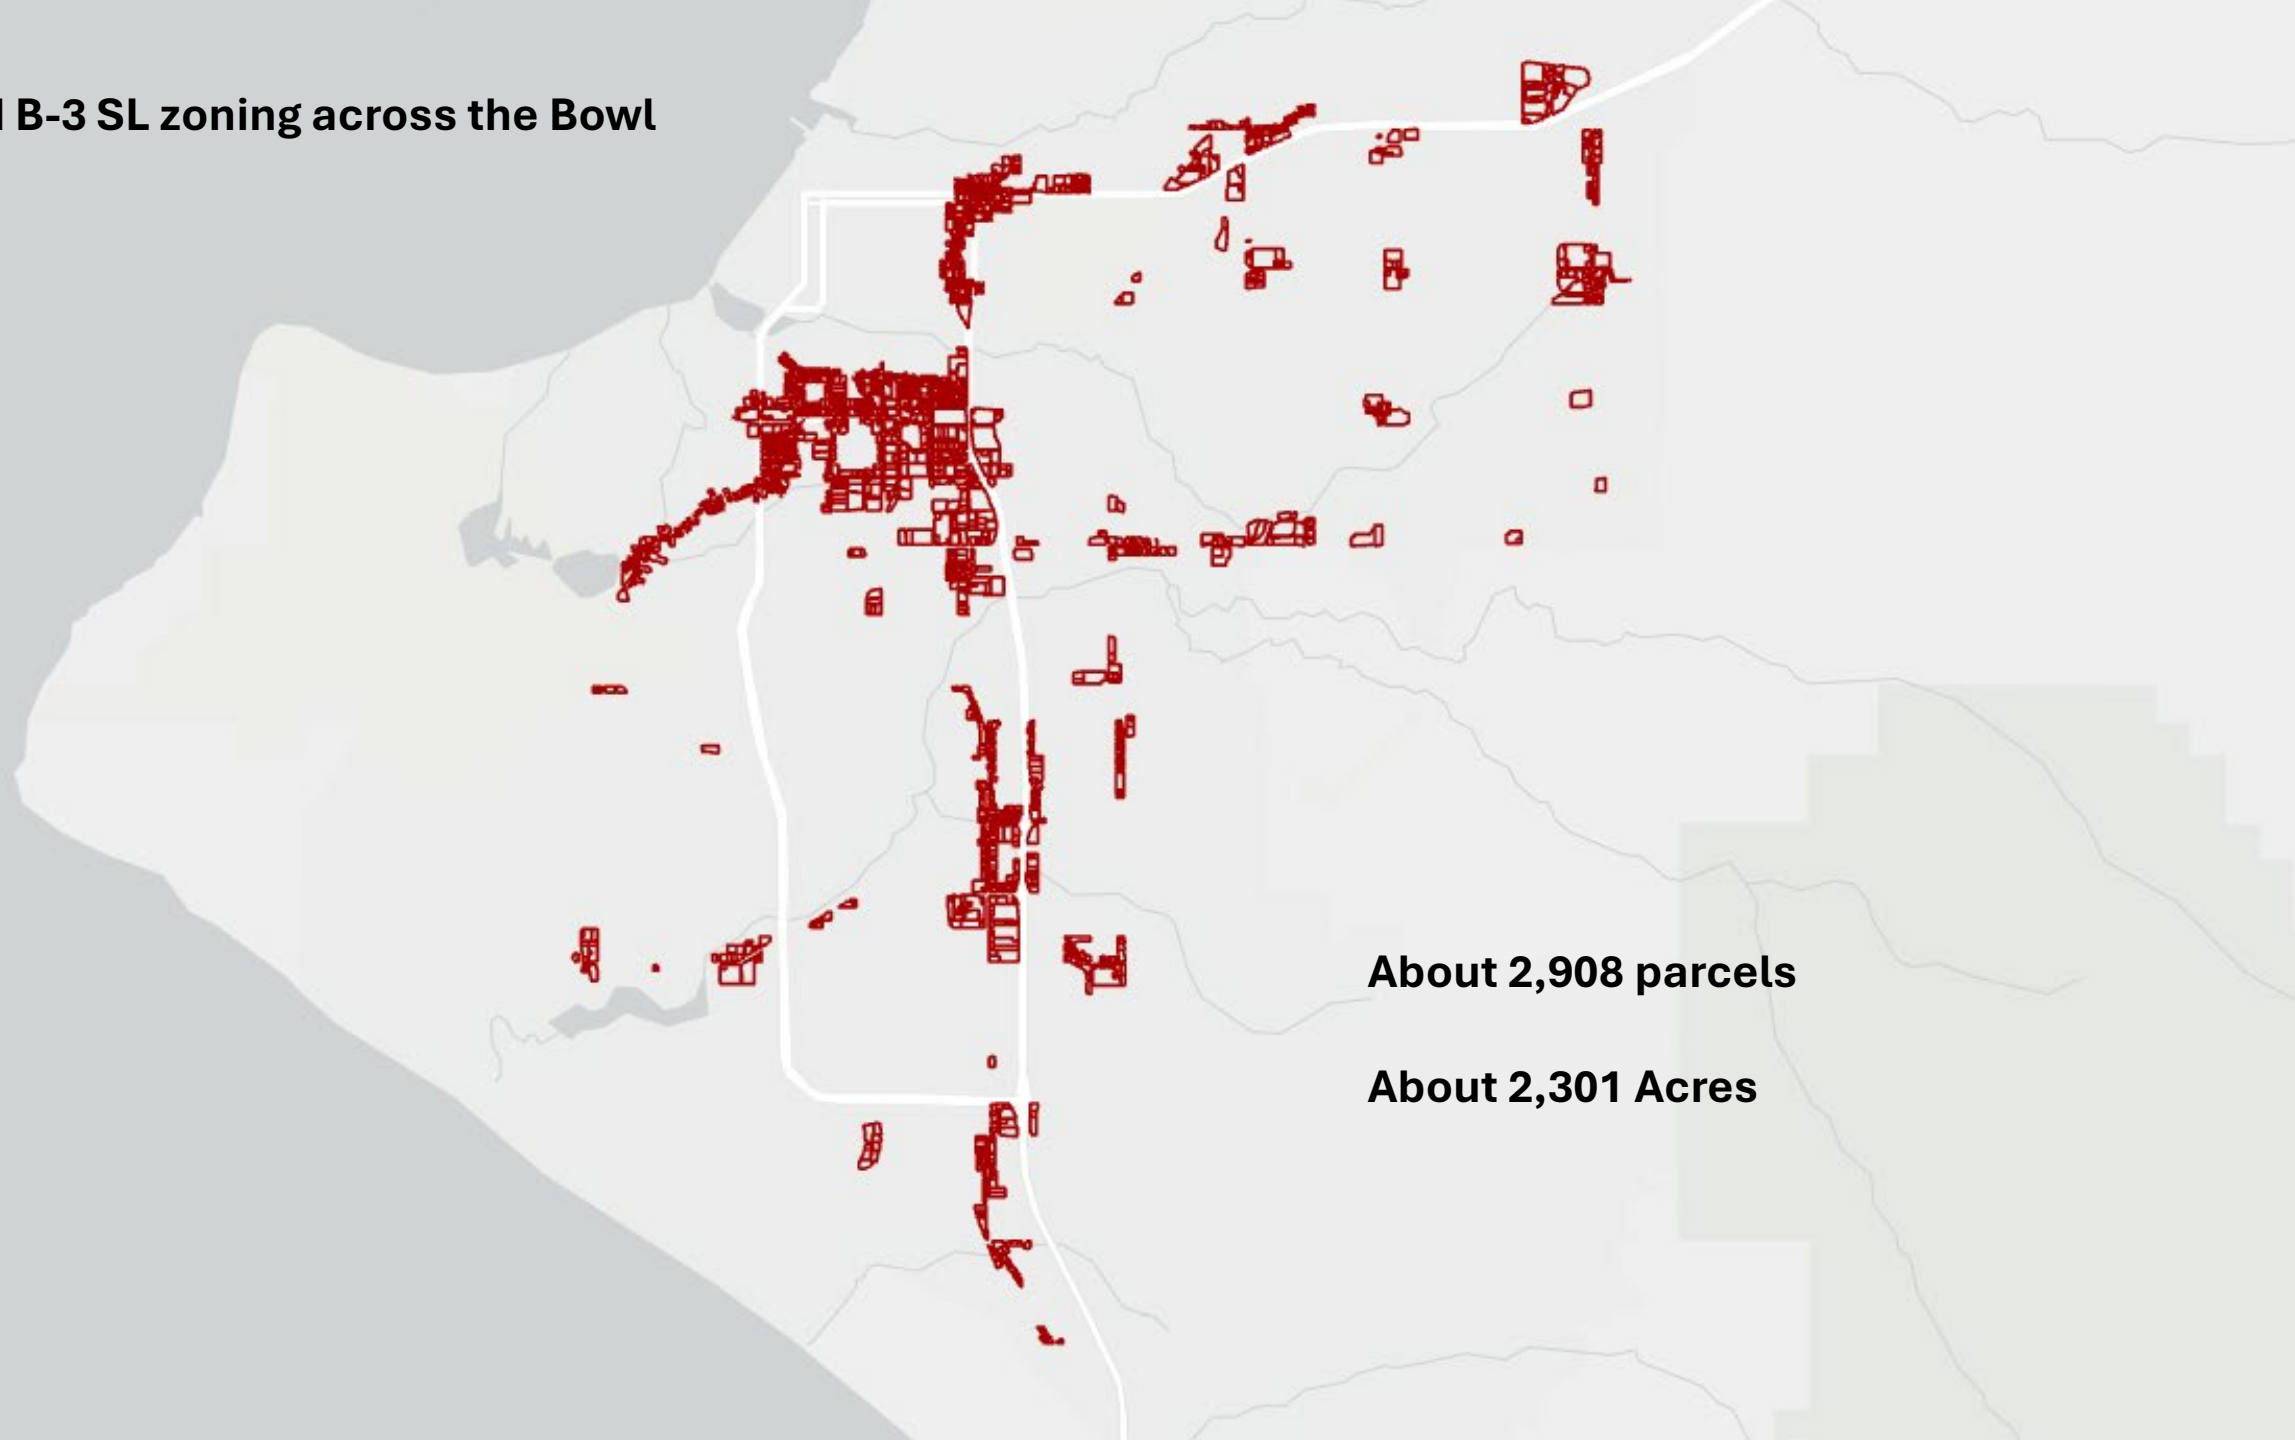 B-3 SL zoning across the Bowl
About 2,908 parcels
About 2,301 Acres